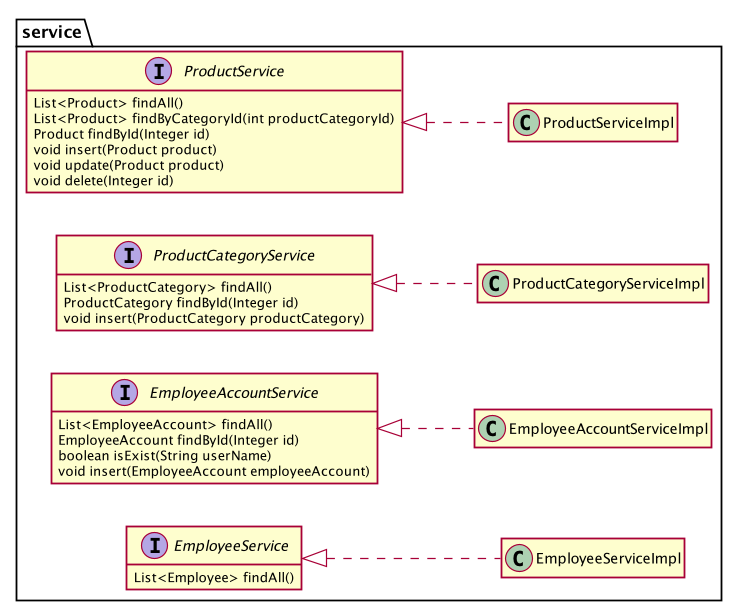 service
I ProductService
List<Product> findAll()
List<Product> findByCategoryId(int productCategoryId)
Product findById(Integer id)
void insert(Product product)
void update(Product product)
void delete(Integer id)
C ProductServiceImpl
I ProductCategoryService
List<ProductCategory> findAll()
ProductCategory findById(Integer id)
void insert(ProductCategory productCategory)
C ProductCategoryServiceImpl
I EmployeeAccountService
List<EmployeeAccount> findAll()
EmployeeAccount findById(Integer id)
boolean isExist(String userName)
void insert(EmployeeAccount employeeAccount)
C EmployeeAccountServiceImpl
I EmployeeService
List<Employee> findAll()
C EmployeeServiceImpl